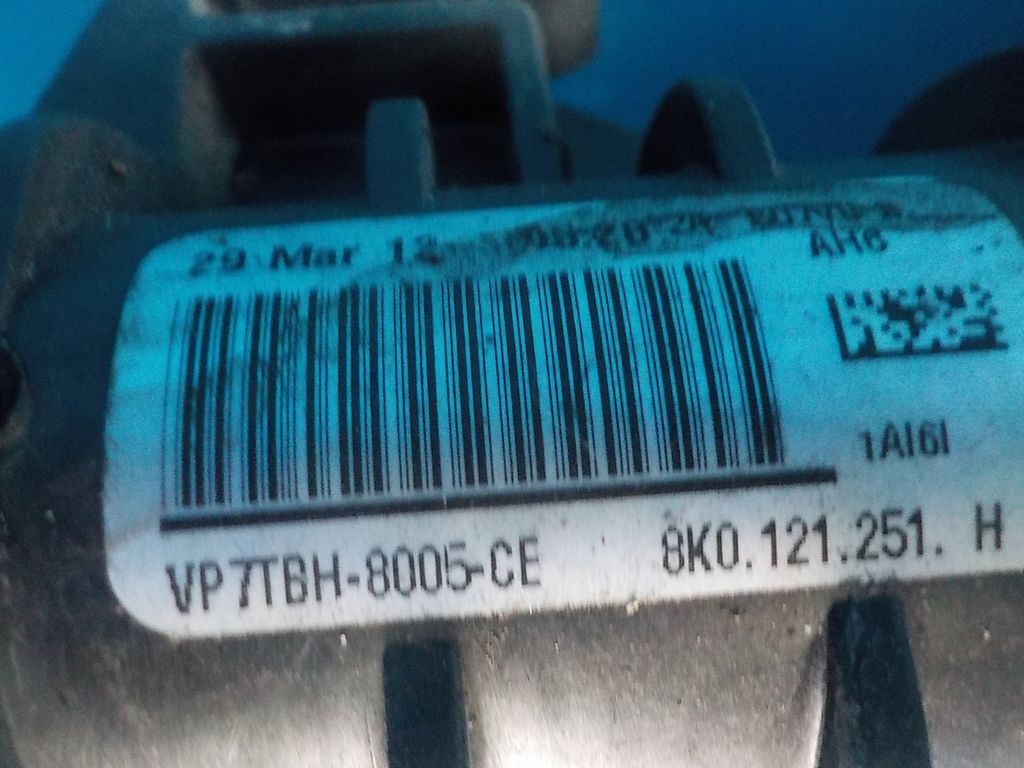 29 Mar 12
AH6
1AI6I
VP7TBH-8005-CE 8K0.121.251. H